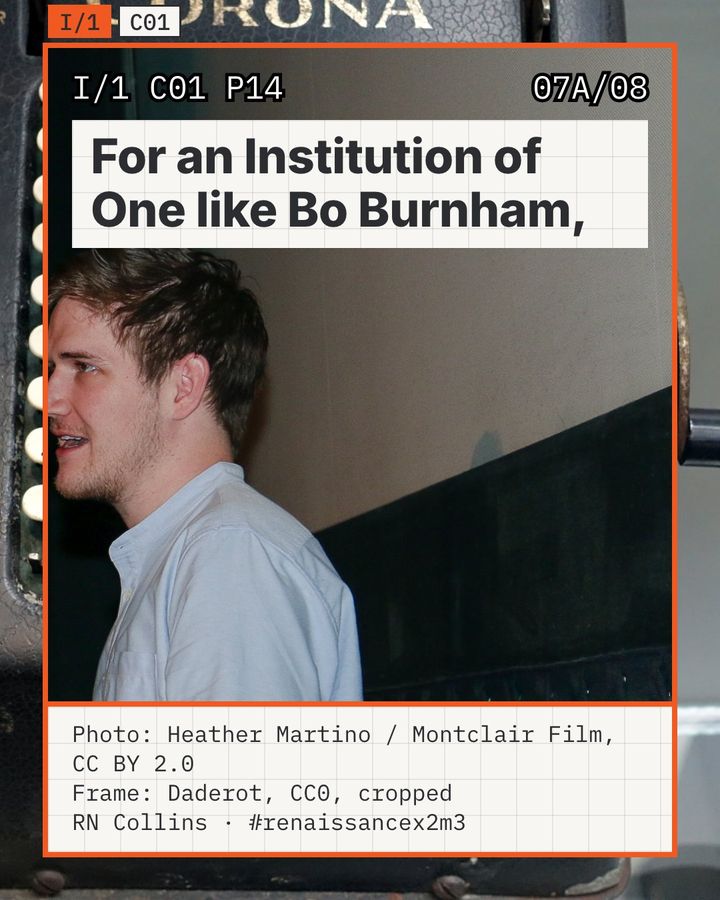 I/1 C01
I/1 C01 P14 07A/08
For an Institution of
One like Bo Burnham,
Photo: Heather Martino / Montclair Film,
CC BY 2.0
Frame: Daderot, CC0, cropped
RN Collins · #renaissancex2m3